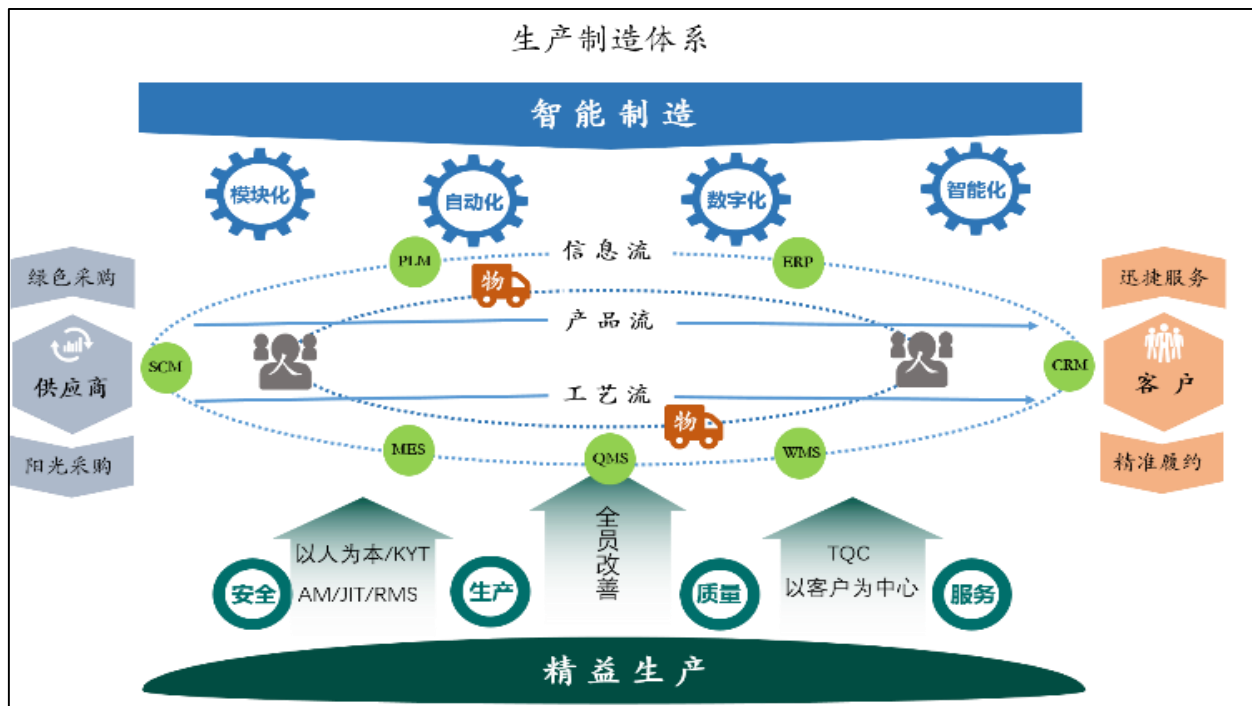 生产制造体系
智能制造
模块化
自动化
数字化
智能化
PLM
信息流
ERP
物
绿色采购
迅捷服务
产品流
SCM
人
人
CRM
供应商
客户
工艺流
物
MES
QMS
WMS
阳光采购
精准履约
全员改善
以人为本/KYT
AM/JIT/RMS
TQC
以客户为中心
安全
生产
质量
服务
精益生产